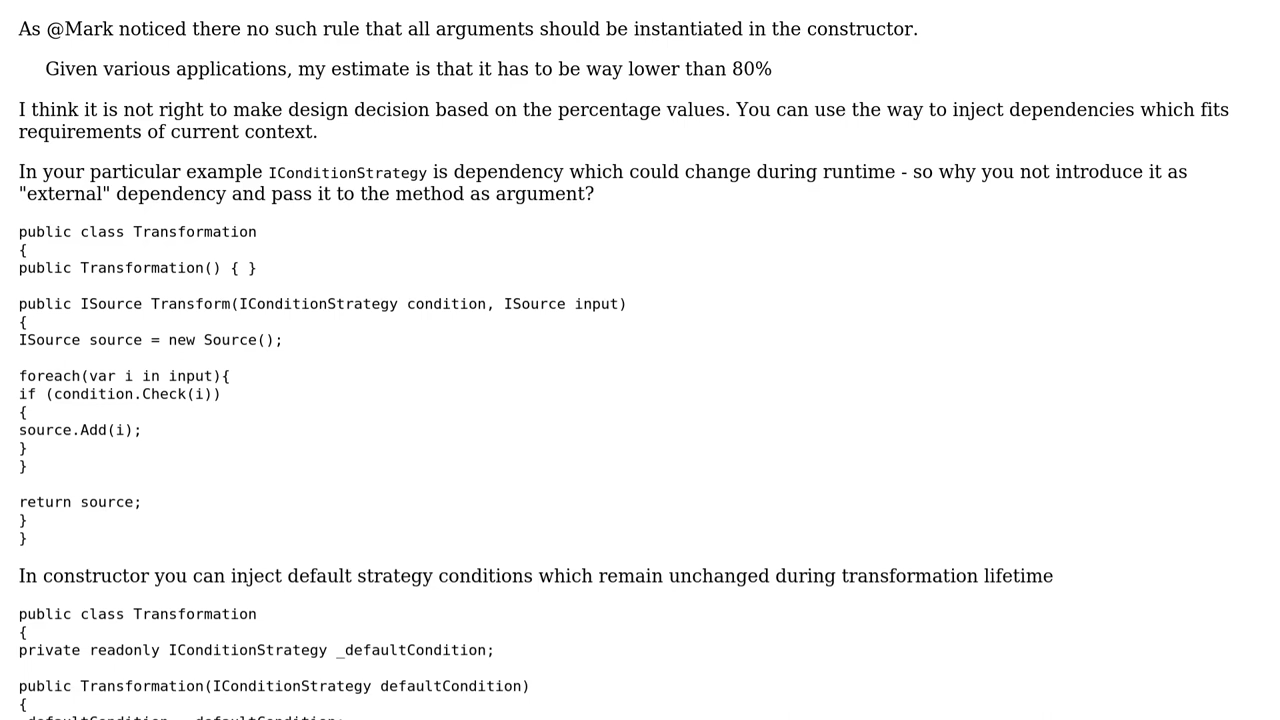 As @Mark noticed there no such rule that all arguments should be instantiated in the constructor.
Given various applications, my estimate is that it has to be way lower than 80%
I think it is not right to make design decision based on the percentage values. You can use the way to inject dependencies which fits
requirements of current context.
In your particular example IConditionStrategy is dependency which could change during runtime - so why you not introduce it as
"external" dependency and pass it to the method as argument?
public class Transformation
{
public Transformation() { }
public ISource Transform(IConditionStrategy condition, ISource input)
{
ISource source = new Source();
foreach(var i in input){
if (condition.Check(i))
{
source.Add(i);
}
}
return source;
}
}
In constructor you can inject default strategy conditions which remain unchanged during transformation lifetime
public class Transformation
{
private readonly IConditionStrategy _defaultCondition;
public Transformation(IConditionStrategy defaultCondition)
{